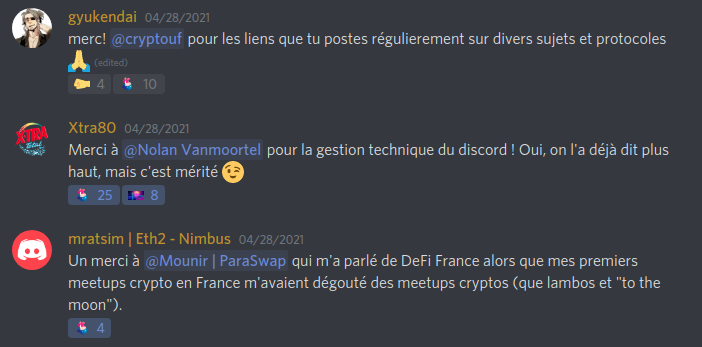 gyukendai 04/28/2021
merc! @cryptouf pour les liens que tu postes régulierement sur divers sujets et protocoles
(edited)
4 10
Xtra80 04/28/2021
Merci à @Nolan Vanmoortel pour la gestion technique du discord ! Oui, on l'a déjà dit plus
haut, mais c'est mérité
25 8
mratsim | Eth2 - Nimbus 04/28/2021
Un merci à @Mounir | ParaSwap qui m'a parlé de DeFi France alors que mes premiers
meetups crypto en France m'avaient dégouté des meetups cryptos (que lambos et "to the
moon").
4